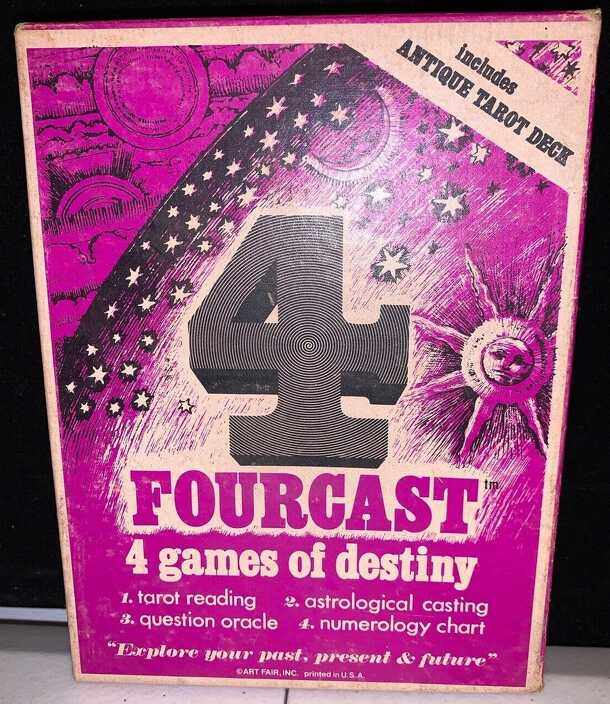 includes
ANTIQUE TAROT DECK
4
FOURCAST™
4 games of destiny
1. tarot reading 2. astrological casting
3. question oracle 4. numerology chart
"Explore your past, present & future"
©ART FAIR, INC. printed in U.S.A.